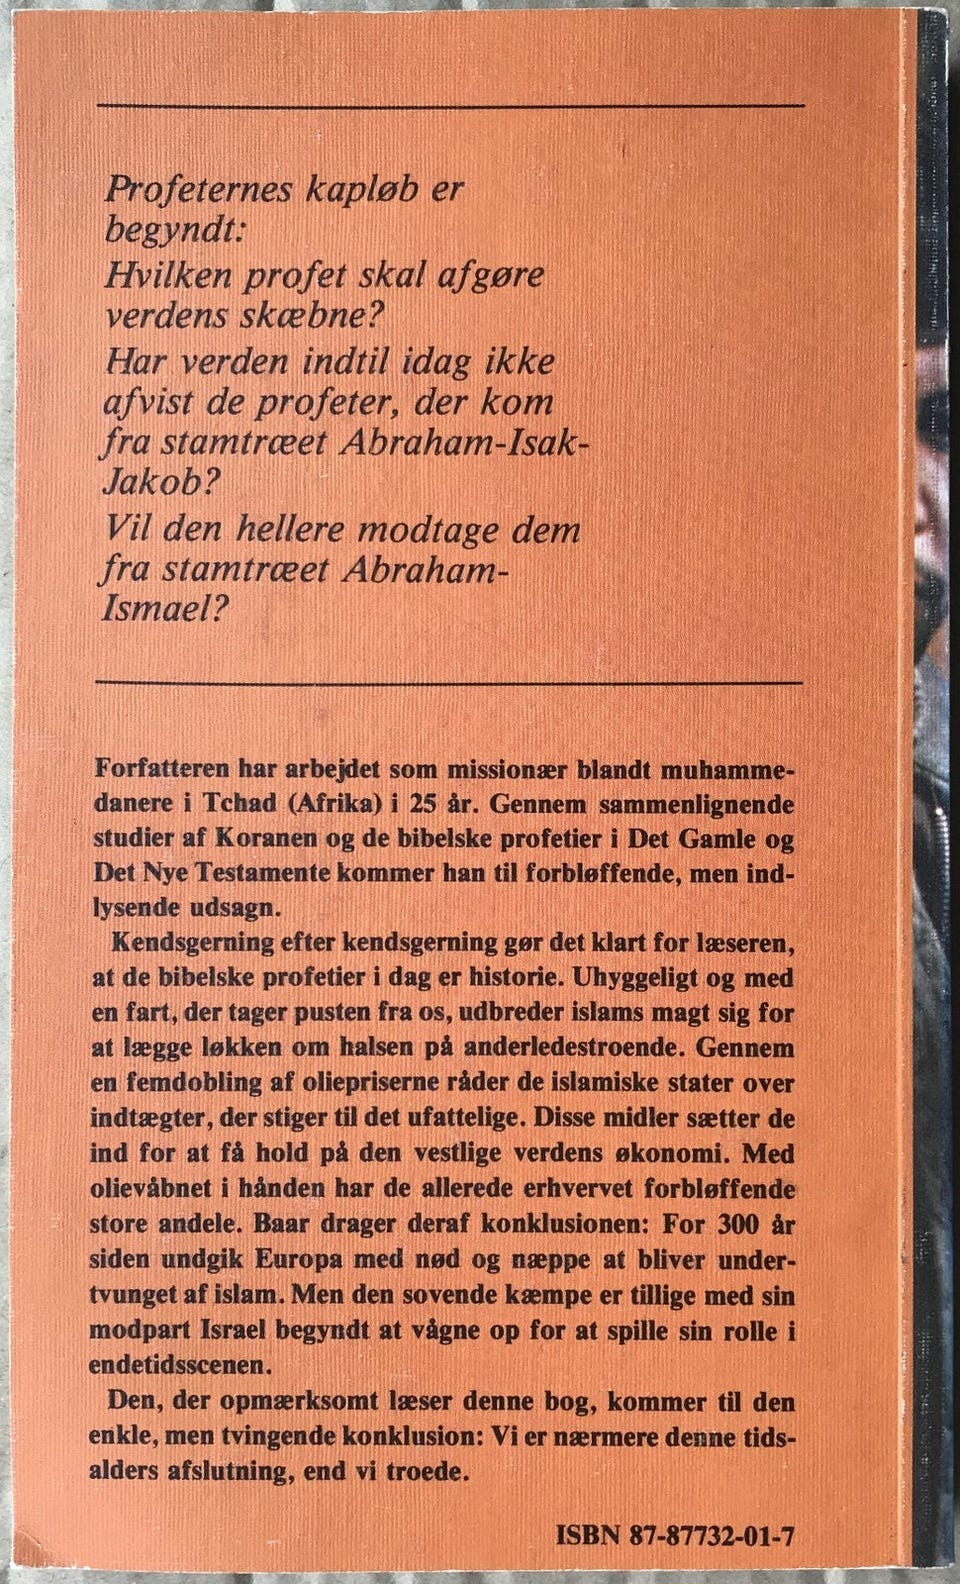 Profeternes kapløb er
begyndt:
Hvilken profet skal afgøre
verdens skæbne?
Har verden indtil idag ikke
afvist de profeter, der kom
fra stamtræet Abraham-Isak-
Jakob?
Vil den hellere modtage dem
fra stamtræet Abraham-
Ismael?
Forfatteren har arbejdet som missionær blandt muhamme-
danere i Tchad (Afrika) i 25 år. Gennem sammenlignende
studier af Koranen og de bibelske profetier i Det Gamle og
Det Nye Testamente kommer han til forbløffende, men ind-
lysende udsagn.
Kendsgerning efter kendsgerning gør det klart for læseren,
at de bibelske profetier i dag er historie. Uhyggeligt og med
en fart, der tager pusten fra os, udbreder islams magt sig for
at lægge løkken om halsen på anderledestroende. Gennem
en femdobling af oliepriserne råder de islamiske stater over
indtægter, der stiger til det ufattelige. Disse midler sætter de
ind for at få hold på den vestlige verdens økonomi. Med
olievåbnet i hånden har de allerede erhvervet forbløffende
store andele. Baar drager deraf konklusionen: For 300 år
siden undgik Europa med nød og næppe at bliver under-
tvunget af islam. Men den sovende kæmpe er tillige med sin
modpart Israel begyndt at vågne op for at spille sin rolle i
endetidsscenen.
Den, der opmærksomt læser denne bog, kommer til den
enkle, men tvingende konklusion: Vi er nærmere denne tids-
alders afslutning, end vi troede.
ISBN 87-87732-01-7